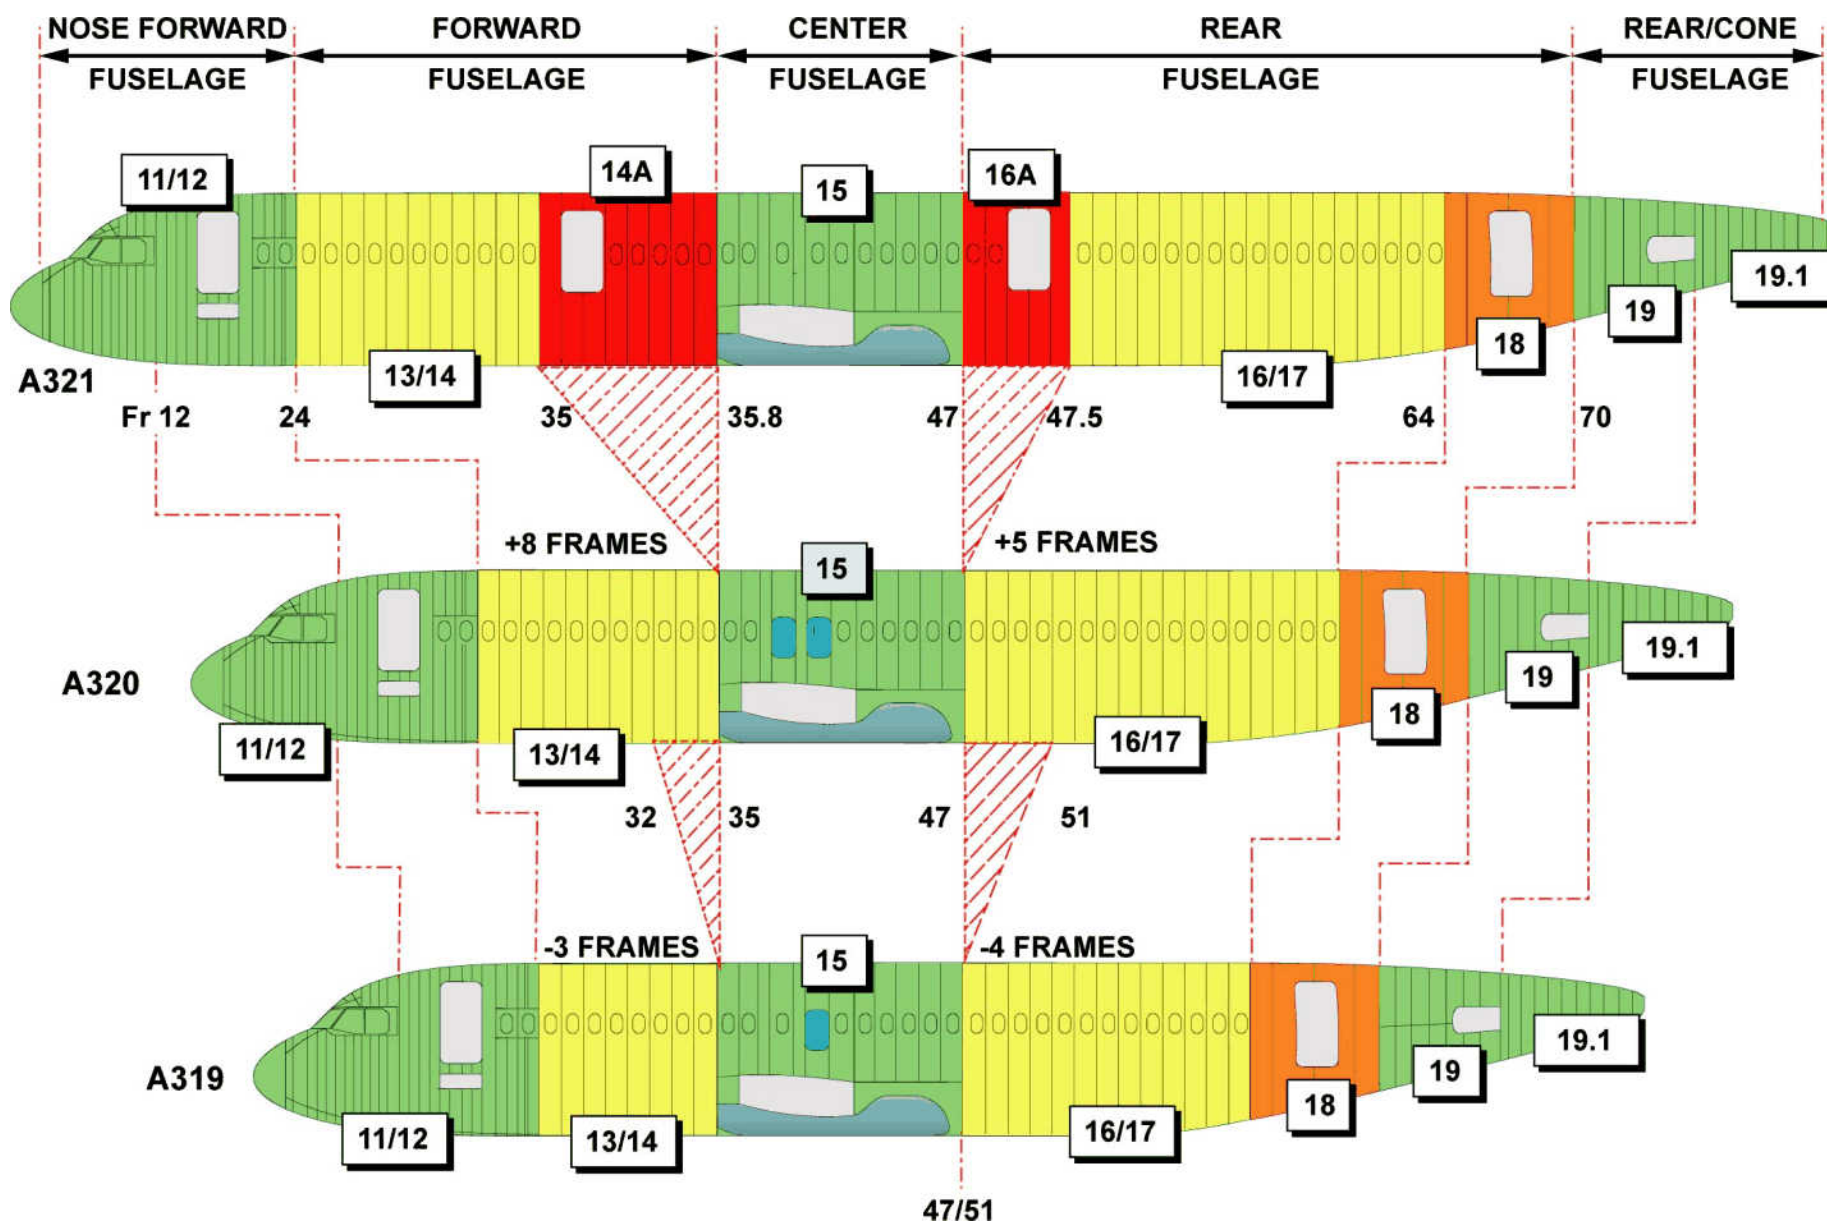 NOSE FORWARD FORWARD CENTER REAR REAR/CONE
FUSELAGE FUSELAGE FUSELAGE FUSELAGE FUSELAGE
11/12 14A 15 16A
19.1
19
18
13/14 16/17
A321
Fr 12 24 35 35.8 47 47.5 64 70
+8 FRAMES +5 FRAMES
15
A320
19.1
19
18
11/12 13/14 16/17
32 35 47 51
-3 FRAMES -4 FRAMES
15
A319
19.1
19
18
11/12 13/14 16/17
47/51